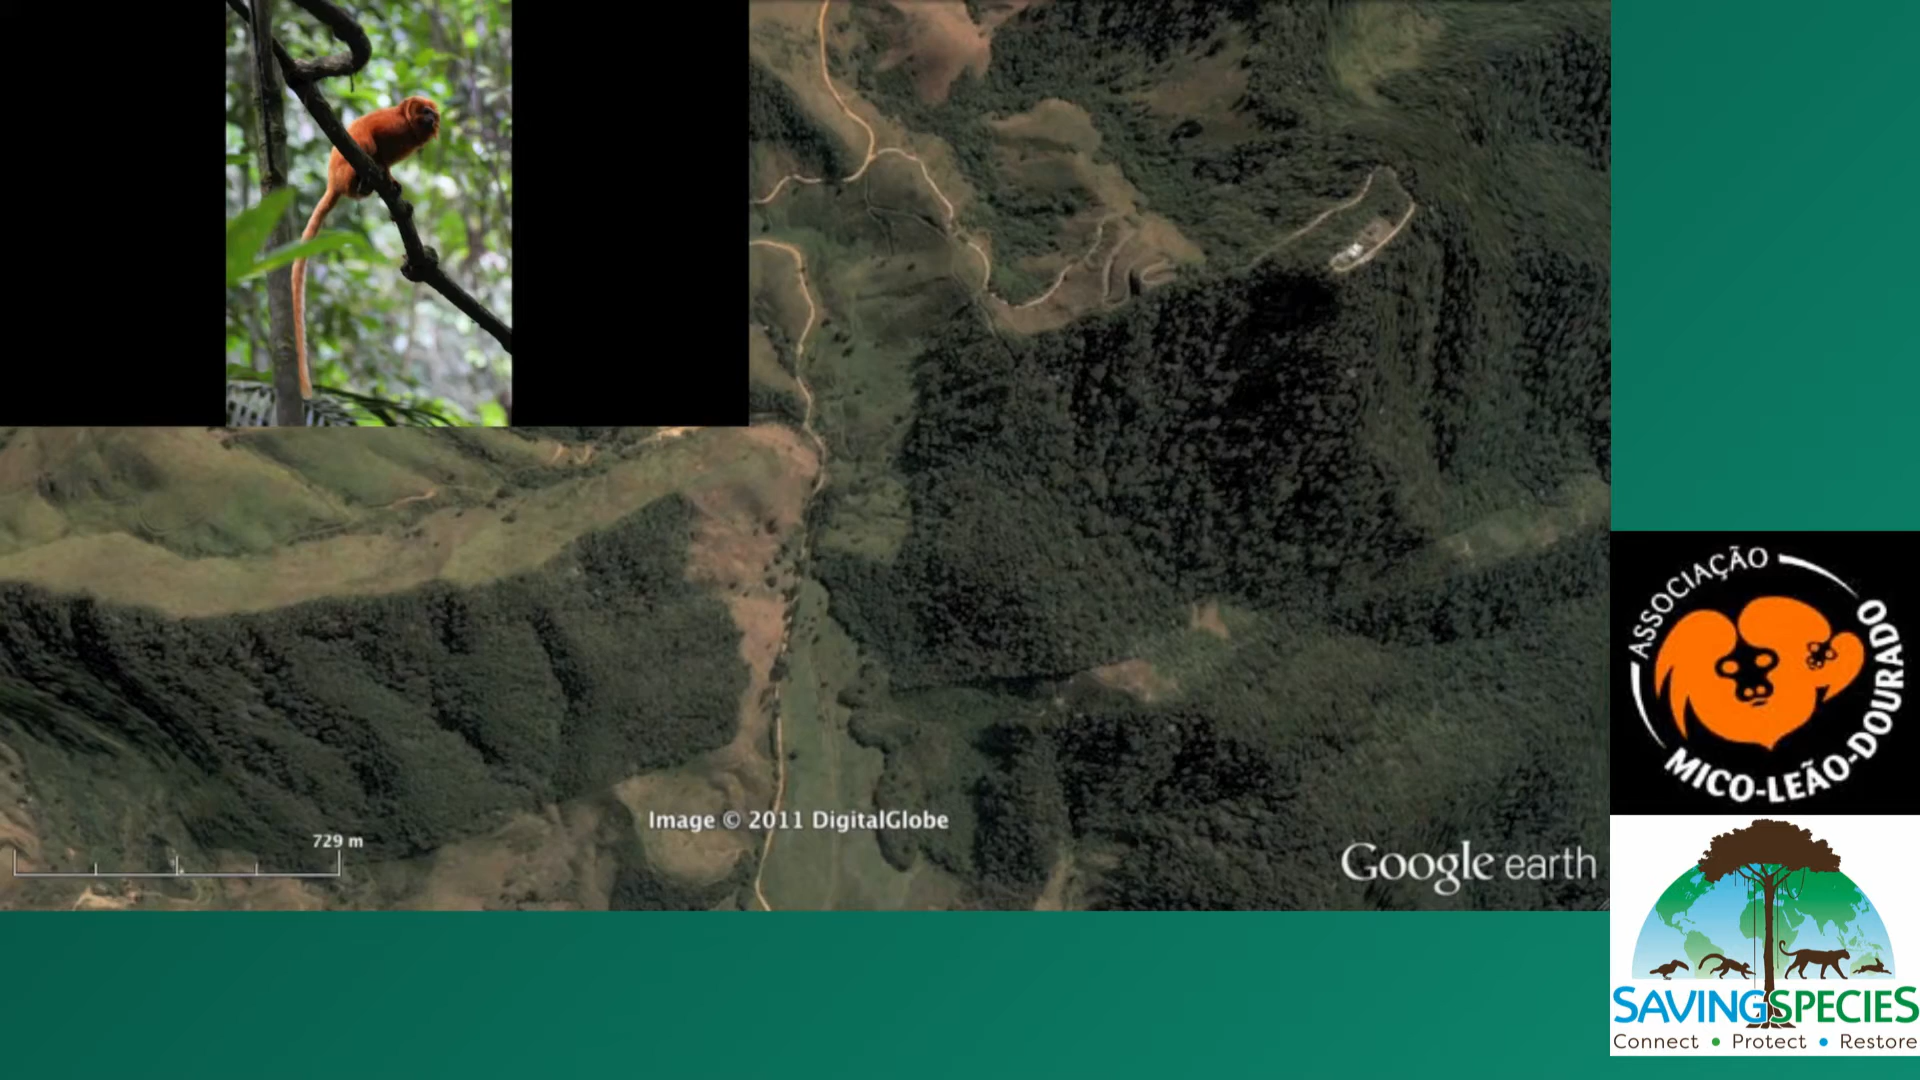 729 m
Image © 2011 DigitalGlobe
Google earth
ASSOCIAÇÃO
MICO-LEÃO-DOURADO
SAVINGSPECIES
Connect • Protect • Restore